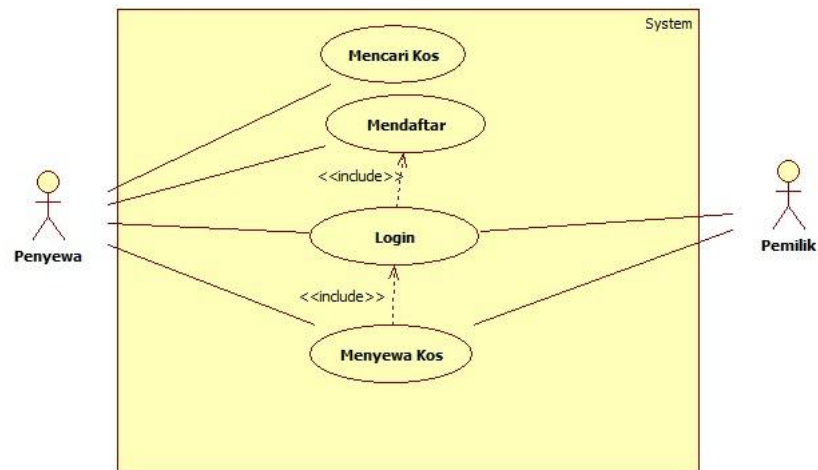 System
Mencari Kos
Mendaftar
<<include>>
Login
Penyewa
Pemilik
<<include>>
Menyewa Kos